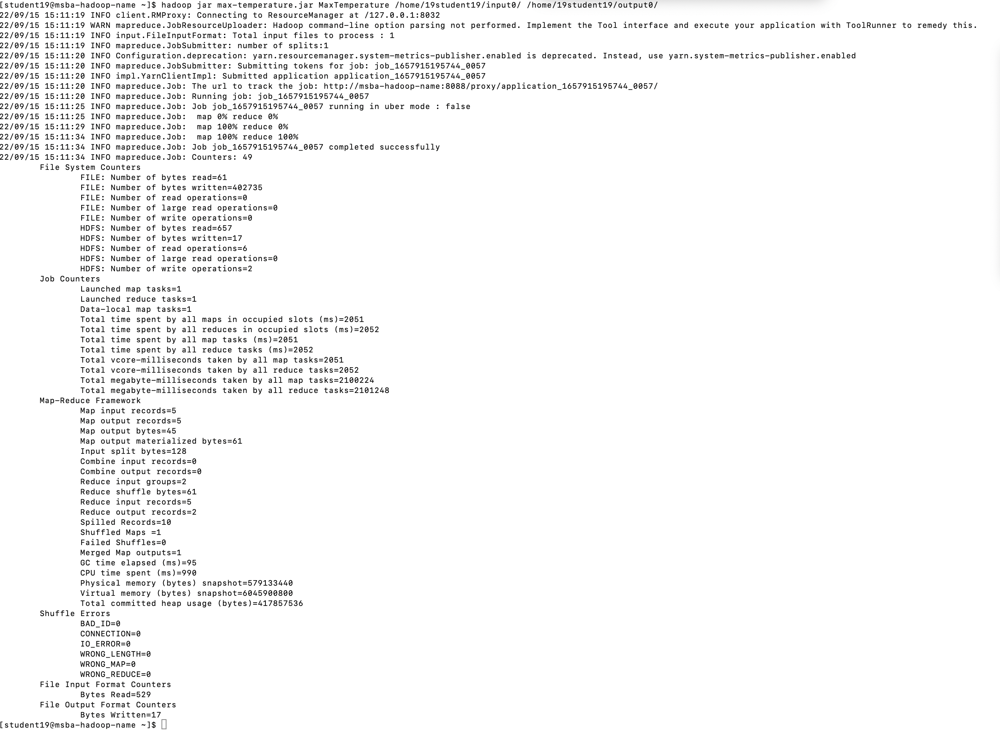 [student19@msba-hadoop-name ~]$ hadoop jar max-temperature.jar MaxTemperature /home/19student19/input0/ /home/19student19/output0/
22/09/15 15:11:19 INFO client.RMProxy: Connecting to ResourceManager at /127.0.0.1:8032
22/09/15 15:11:19 WARN mapreduce.JobResourceUploader: Hadoop command-line option parsing not performed. Implement the Tool interface and execute your application with ToolRunner to remedy this.
22/09/15 15:11:19 INFO input.FileInputFormat: Total input files to process : 1
22/09/15 15:11:19 INFO mapreduce.JobSubmitter: number of splits:1
22/09/15 15:11:20 INFO Configuration.deprecation: yarn.resourcemanager.system-metrics-publisher.enabled is deprecated. Instead, use yarn.system-metrics-publisher.enabled
22/09/15 15:11:20 INFO mapreduce.JobSubmitter: Submitting tokens for job: job_1657915195744_0057
22/09/15 15:11:20 INFO impl.YarnClientImpl: Submitted application application_1657915195744_0057
22/09/15 15:11:20 INFO mapreduce.Job: The url to track the job: http://msba-hadoop-name:8088/proxy/application_1657915195744_0057/
22/09/15 15:11:20 INFO mapreduce.Job: Running job: job_1657915195744_0057
22/09/15 15:11:25 INFO mapreduce.Job: Job job_1657915195744_0057 running in uber mode : false
22/09/15 15:11:25 INFO mapreduce.Job:  map 0% reduce 0%
22/09/15 15:11:29 INFO mapreduce.Job:  map 100% reduce 0%
22/09/15 15:11:34 INFO mapreduce.Job:  map 100% reduce 100%
22/09/15 15:11:34 INFO mapreduce.Job: Job job_1657915195744_0057 completed successfully
22/09/15 15:11:34 INFO mapreduce.Job: Counters: 49
File System Counters
FILE: Number of bytes read=61
FILE: Number of bytes written=402735
FILE: Number of read operations=0
FILE: Number of large read operations=0
FILE: Number of write operations=0
HDFS: Number of bytes read=657
HDFS: Number of bytes written=17
HDFS: Number of read operations=6
HDFS: Number of large read operations=0
HDFS: Number of write operations=2
Job Counters
Launched map tasks=1
Launched reduce tasks=1
Data-local map tasks=1
Total time spent by all maps in occupied slots (ms)=2051
Total time spent by all reduces in occupied slots (ms)=2052
Total time spent by all map tasks (ms)=2051
Total time spent by all reduce tasks (ms)=2052
Total vcore-milliseconds taken by all map tasks=2051
Total vcore-milliseconds taken by all reduce tasks=2052
Total megabyte-milliseconds taken by all map tasks=2100224
Total megabyte-milliseconds taken by all reduce tasks=2101248
Map-Reduce Framework
Map input records=5
Map output records=5
Map output bytes=45
Map output materialized bytes=61
Input split bytes=128
Combine input records=0
Combine output records=0
Reduce input groups=2
Reduce shuffle bytes=61
Reduce input records=5
Reduce output records=2
Spilled Records=10
Shuffled Maps =1
Failed Shuffles=0
Merged Map outputs=1
GC time elapsed (ms)=95
CPU time spent (ms)=990
Physical memory (bytes) snapshot=579133440
Virtual memory (bytes) snapshot=6045900800
Total committed heap usage (bytes)=417857536
Shuffle Errors
BAD_ID=0
CONNECTION=0
IO_ERROR=0
WRONG_LENGTH=0
WRONG_MAP=0
WRONG_REDUCE=0
File Input Format Counters
Bytes Read=529
File Output Format Counters
Bytes Written=17
[student19@msba-hadoop-name ~]$